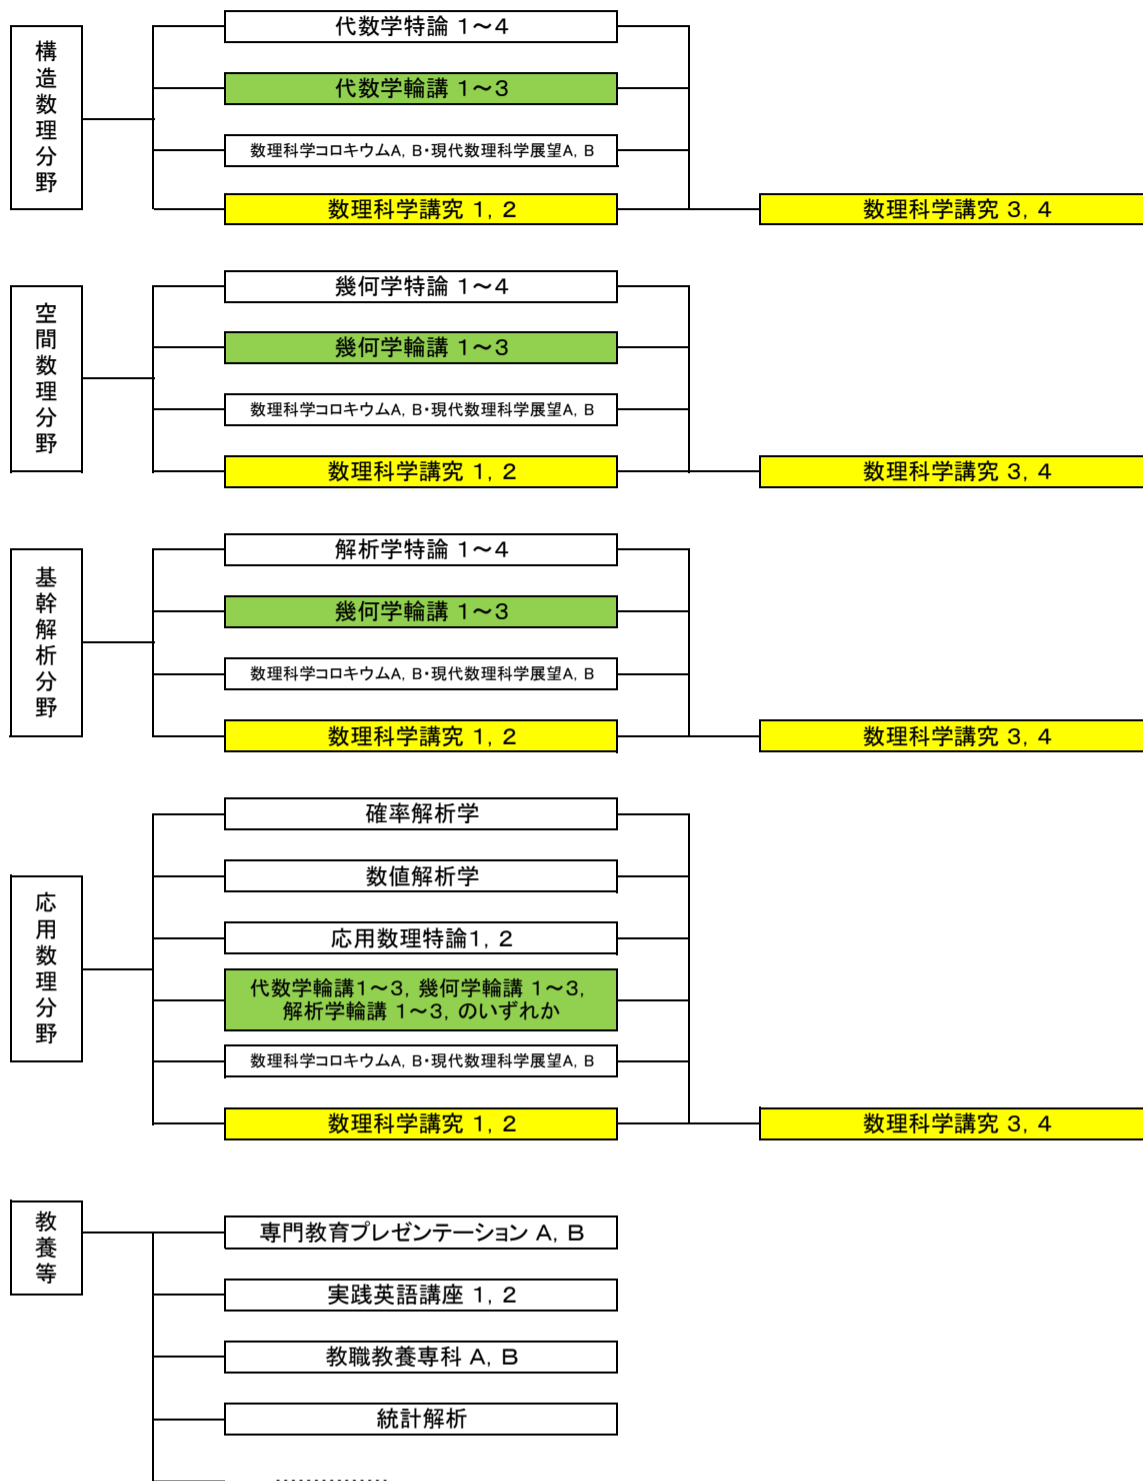 構造数理分野
代数学特論 1～4
代数学輪講 1～3
数理科学コロキウムA, B・現代数理科学展望A, B
数理科学講究 1, 2
数理科学講究 3, 4
空間数理分野
幾何学特論 1～4
幾何学輪講 1～3
数理科学コロキウムA, B・現代数理科学展望A, B
数理科学講究 1, 2
数理科学講究 3, 4
基幹解析分野
解析学特論 1～4
幾何学輪講 1～3
数理科学コロキウムA, B・現代数理科学展望A, B
数理科学講究 1, 2
数理科学講究 3, 4
応用数理分野
確率解析学
数値解析学
応用数理特論1, 2
代数学輪講1～3, 幾何学輪講 1～3,
解析学輪講 1～3, のいずれか
数理科学コロキウムA, B・現代数理科学展望A, B
数理科学講究 1, 2
数理科学講究 3, 4
教養等
専門教育プレゼンテーション A, B
実践英語講座 1, 2
教職教養専科 A, B
統計解析